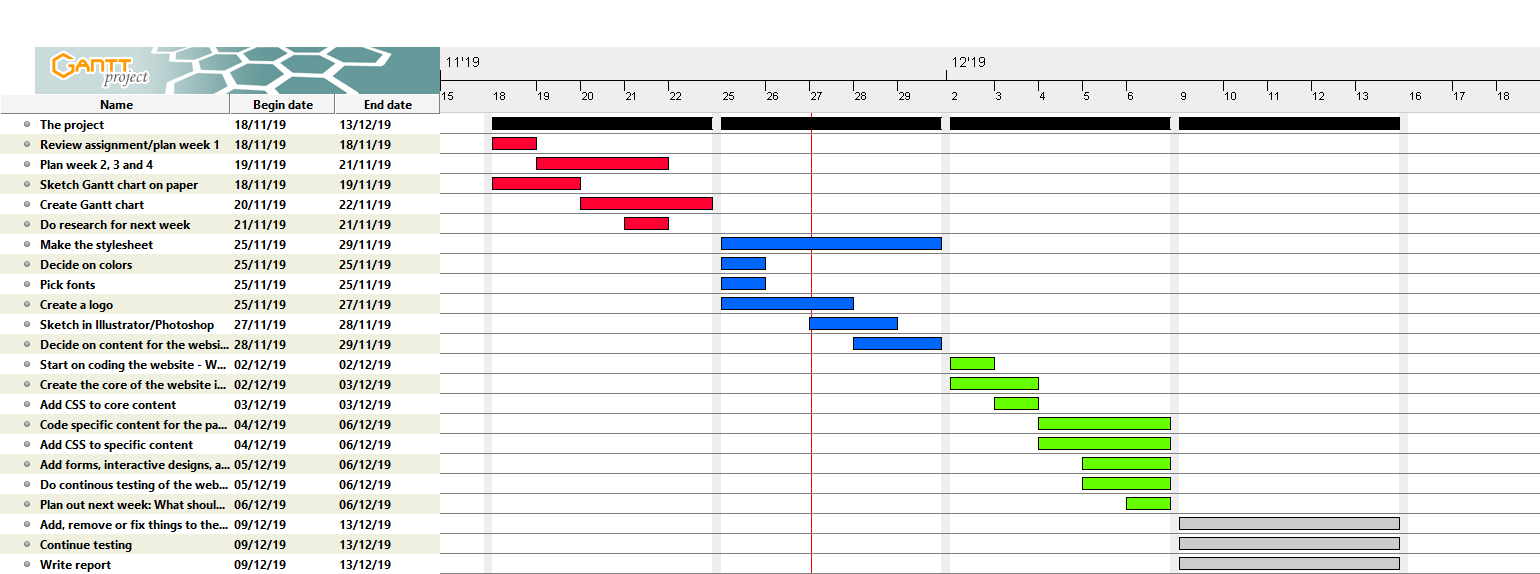 GANTT
project
11'19 12'19
15 18 19 20 21 22 25 26 27 28 29 2 3 4 5 6 9 10 11 12 13 16 17 18
Name Begin date End date
The project 18/11/19 13/12/19
Review assignment/plan week 1 18/11/19 18/11/19
Plan week 2, 3 and 4 19/11/19 21/11/19
Sketch Gantt chart on paper 18/11/19 19/11/19
Create Gantt chart 20/11/19 22/11/19
Do research for next week 21/11/19 21/11/19
Make the stylesheet 25/11/19 29/11/19
Decide on colors 25/11/19 25/11/19
Pick fonts 25/11/19 25/11/19
Create a logo 25/11/19 27/11/19
Sketch in Illustrator/Photoshop 27/11/19 28/11/19
Decide on content for the websi... 28/11/19 29/11/19
Start on coding the website - W... 02/12/19 02/12/19
Create the core of the website i... 02/12/19 03/12/19
Add CSS to core content 03/12/19 03/12/19
Code specific content for the pa... 04/12/19 06/12/19
Add CSS to specific content 04/12/19 06/12/19
Add forms, interactive designs, a... 05/12/19 06/12/19
Do continous testing of the web... 05/12/19 06/12/19
Plan out next week: What shoul... 06/12/19 06/12/19
Add, remove or fix things to the... 09/12/19 13/12/19
Continue testing 09/12/19 13/12/19
Write report 09/12/19 13/12/19